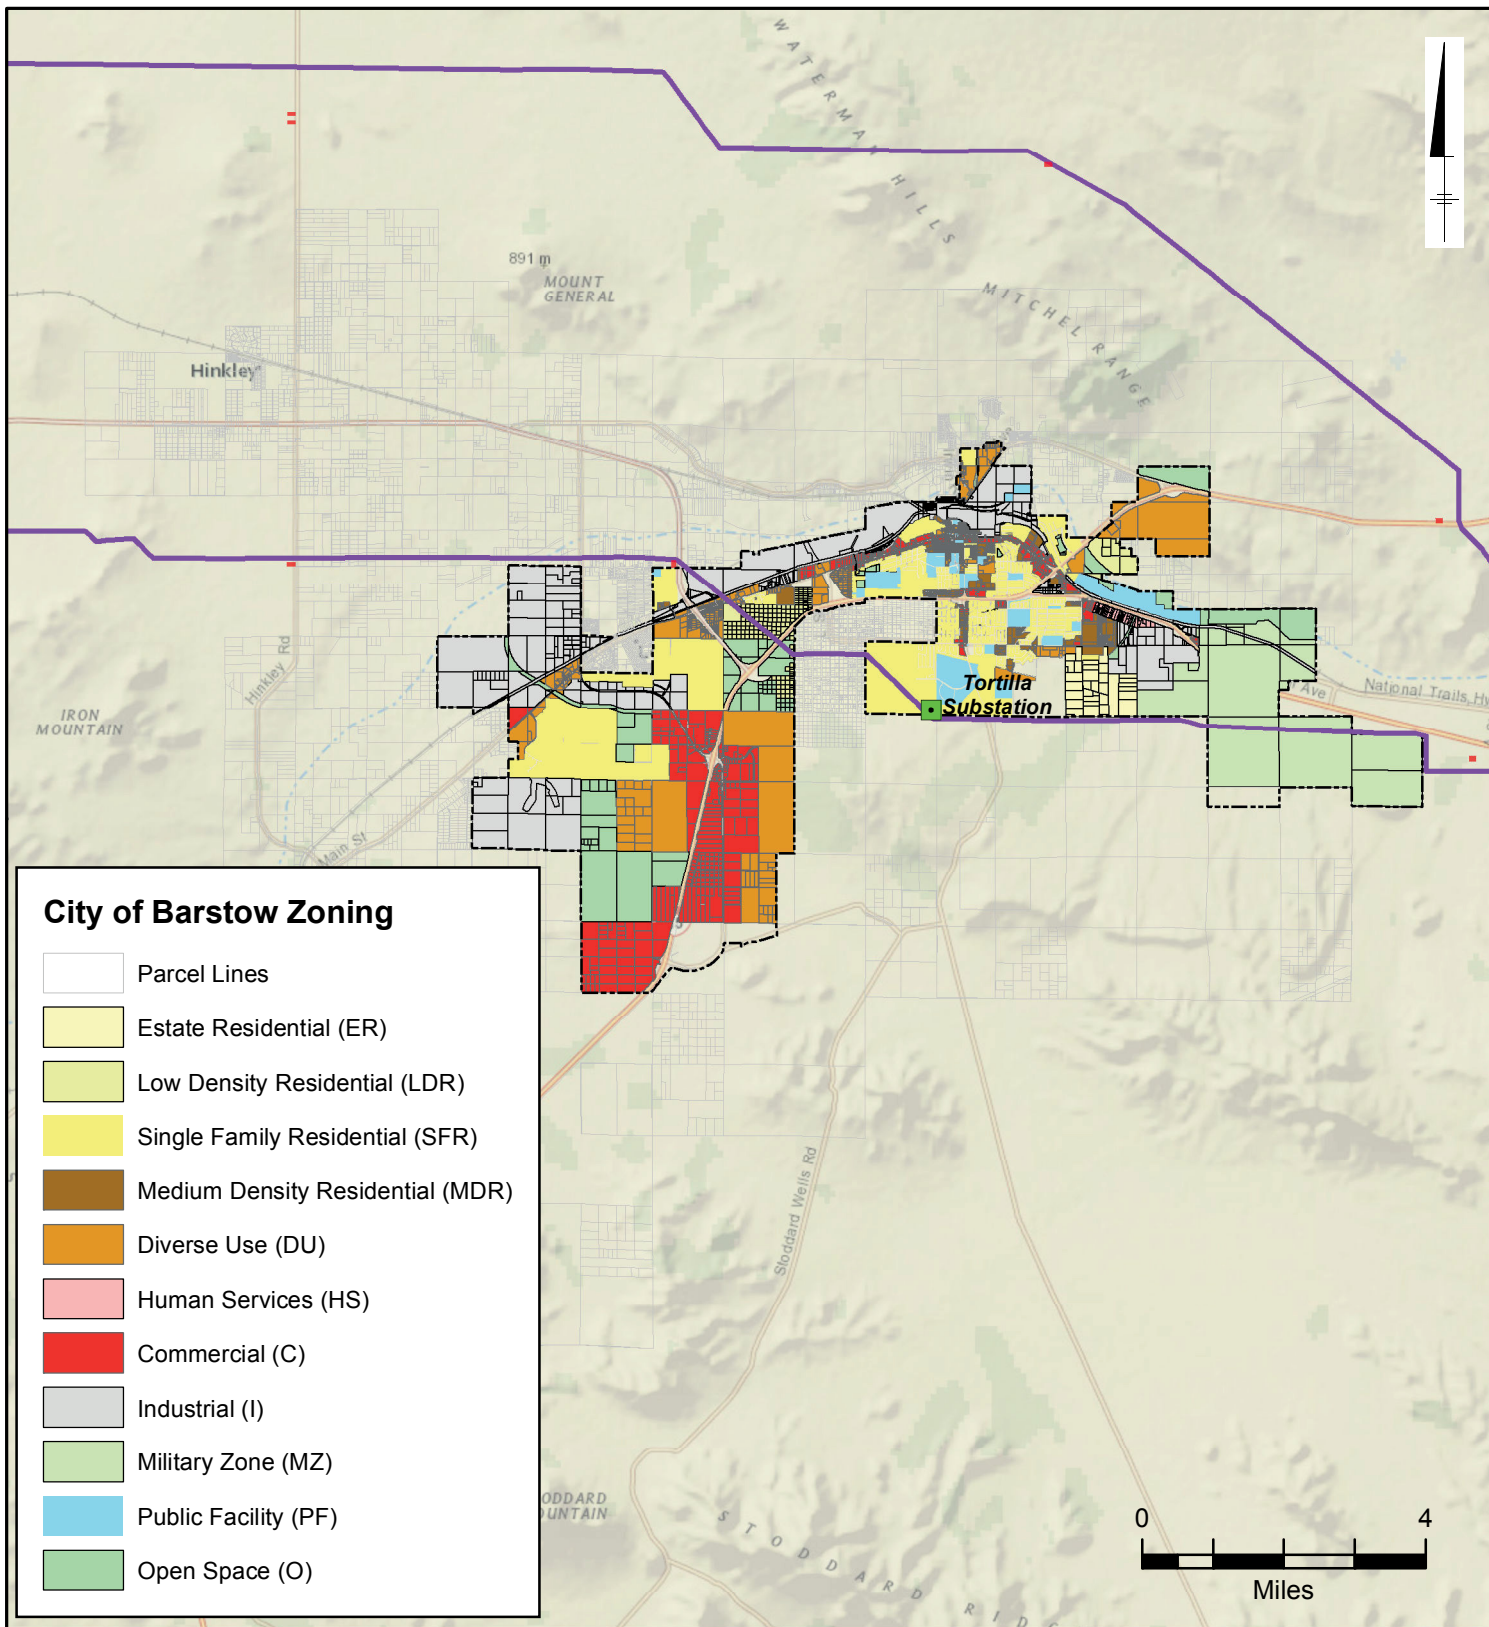 WATERMAN HILLS
891 m
MOUNT
GENERAL
MITCHEL RANGE
Hinkley
Hinkley Rd
IRON
MOUNTAIN
Tortilla
Substation
Ave
National Trails Hw
Main St
City of Barstow Zoning
Parcel Lines
Estate Residential (ER)
Low Density Residential (LDR)
Single Family Residential (SFR)
Medium Density Residential (MDR)
Diverse Use (DU)
Human Services (HS)
Commercial (C)
Industrial (I)
Military Zone (MZ)
Public Facility (PF)
Open Space (O)
Stoddard Wells Rd
ODDARD
OUNTAIN
STODDARD RID
0 4
Miles